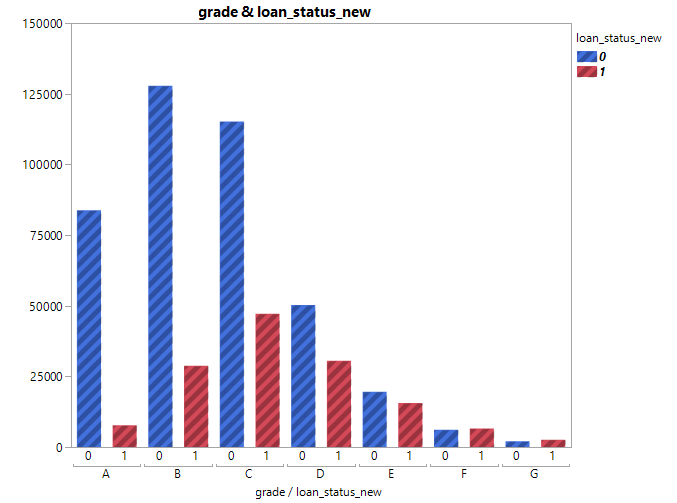 grade & loan_status_new
150000
125000
100000
75000
50000
25000
0
loan_status_new
0
1
0 1 0 1 0 1 0 1 0 1 0 1 0 1
A B C D E F G
grade / loan_status_new